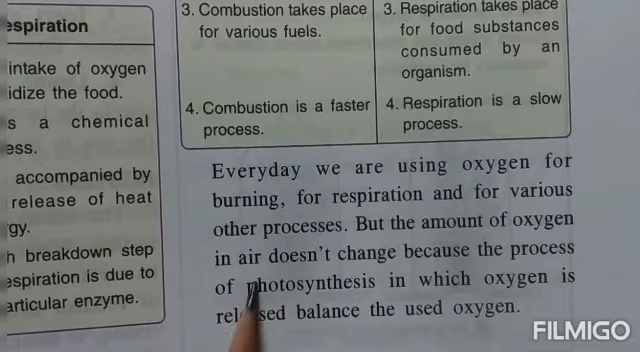 espiration
intake of oxygen
idize the food.
s a chemical
ess.
accompanied by
release of heat
gy.
h breakdown step
espiration is due to
articular enzyme.
3. Combustion takes place
for various fuels.
3. Respiration takes place
for food substances
consumed by an
organism.
4. Combustion is a faster
process.
4. Respiration is a slow
process.
Everyday we are using oxygen for
burning, for respiration and for various
other processes. But the amount of oxygen
in air doesn't change because the process
of photosynthesis in which oxygen is
released balance the used oxygen.
FILMIGO